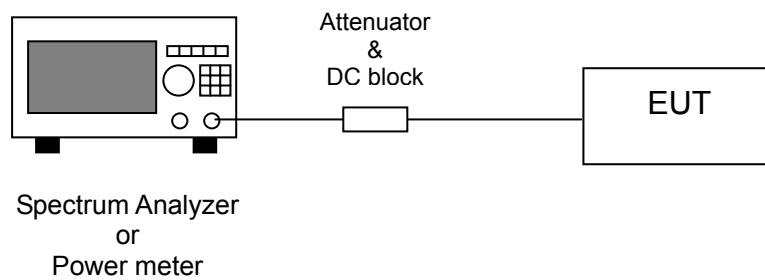 Attenuator
&
DC block
EUT
Spectrum Analyzer
or
Power meter